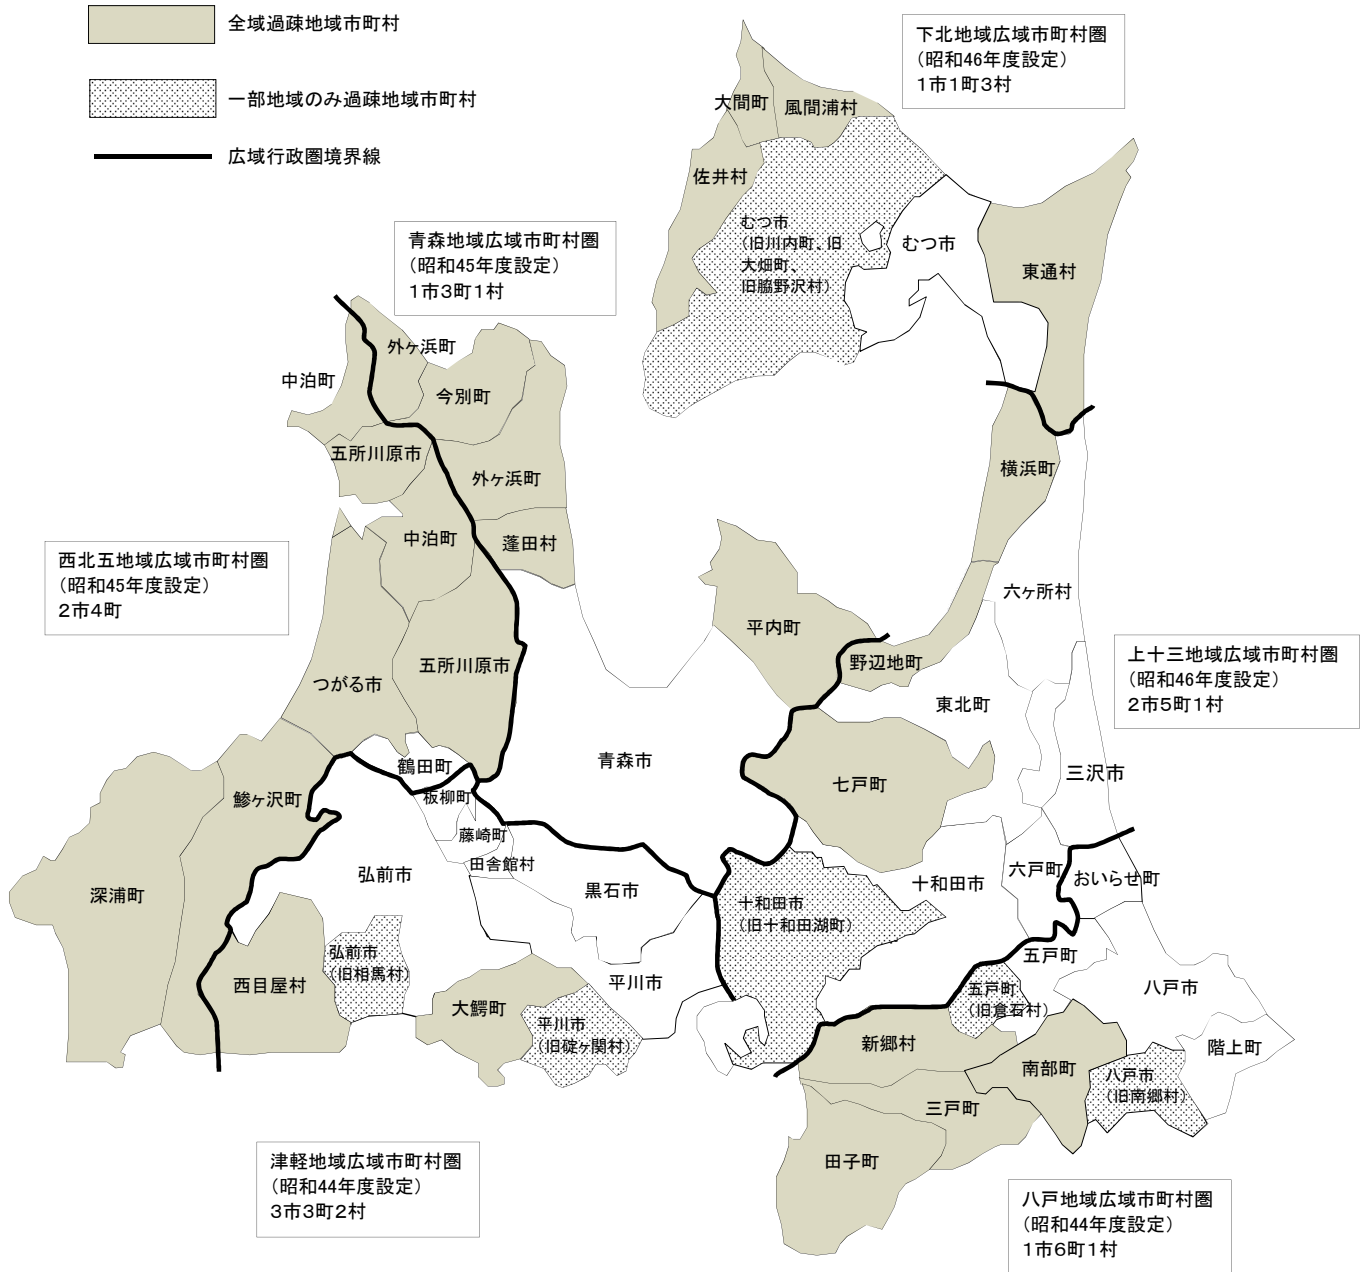 全域過疎地域市町村
一部地域のみ過疎地域市町村
広域行政圏境界線
下北地域広域市町村圏
(昭和46年度設定)
1市1町3村
大間町
風間浦村
佐井村
むつ市
(旧川内町、旧
大畑町、
旧脇野沢村)
むつ市
東通村
青森地域広域市町村圏
(昭和45年度設定)
1市3町1村
外ヶ浜町
中泊町
今別町
五所川原市
外ヶ浜町
横浜町
中泊町
蓬田村
西北五地域広域市町村圏
(昭和45年度設定)
2市4町
六ヶ所村
平内町
野辺地町
五所川原市
つがる市
上十三地域広域市町村圏
(昭和46年度設定)
2市5町1村
東北町
青森市
鶴田町
七戸町
三沢市
板柳町
鰺ヶ沢町
藤崎町
田舎館村
弘前市
黒石市
六戸町
おいらせ町
十和田市
深浦町
十和田市
(旧十和田湖町)
弘前市
(旧相馬村)
五戸町
西目屋村
平川市
八戸市
五戸町
(旧倉石村)
大鰐町
平川市
(旧碇ヶ関村)
新郷村
階上町
南部町
八戸市
(旧南郷村)
三戸町
田子町
津軽地域広域市町村圏
(昭和44年度設定)
3市3町2村
八戸地域広域市町村圏
(昭和44年度設定)
1市6町1村